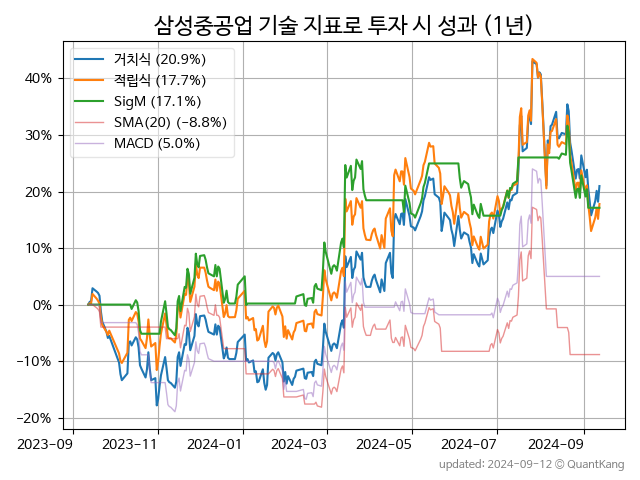 삼성중공업 기술 지표로 투자 시 성과 (1년)
거치식 (20.9%)
적립식 (17.7%)
SigM (17.1%)
SMA(20) (-8.8%)
MACD (5.0%)
40%
30%
20%
10%
0%
-10%
-20%
2023-09
2023-11
2024-01
2024-03
2024-05
2024-07
2024-09
updated: 2024-09-12 ⓒ QuantKang